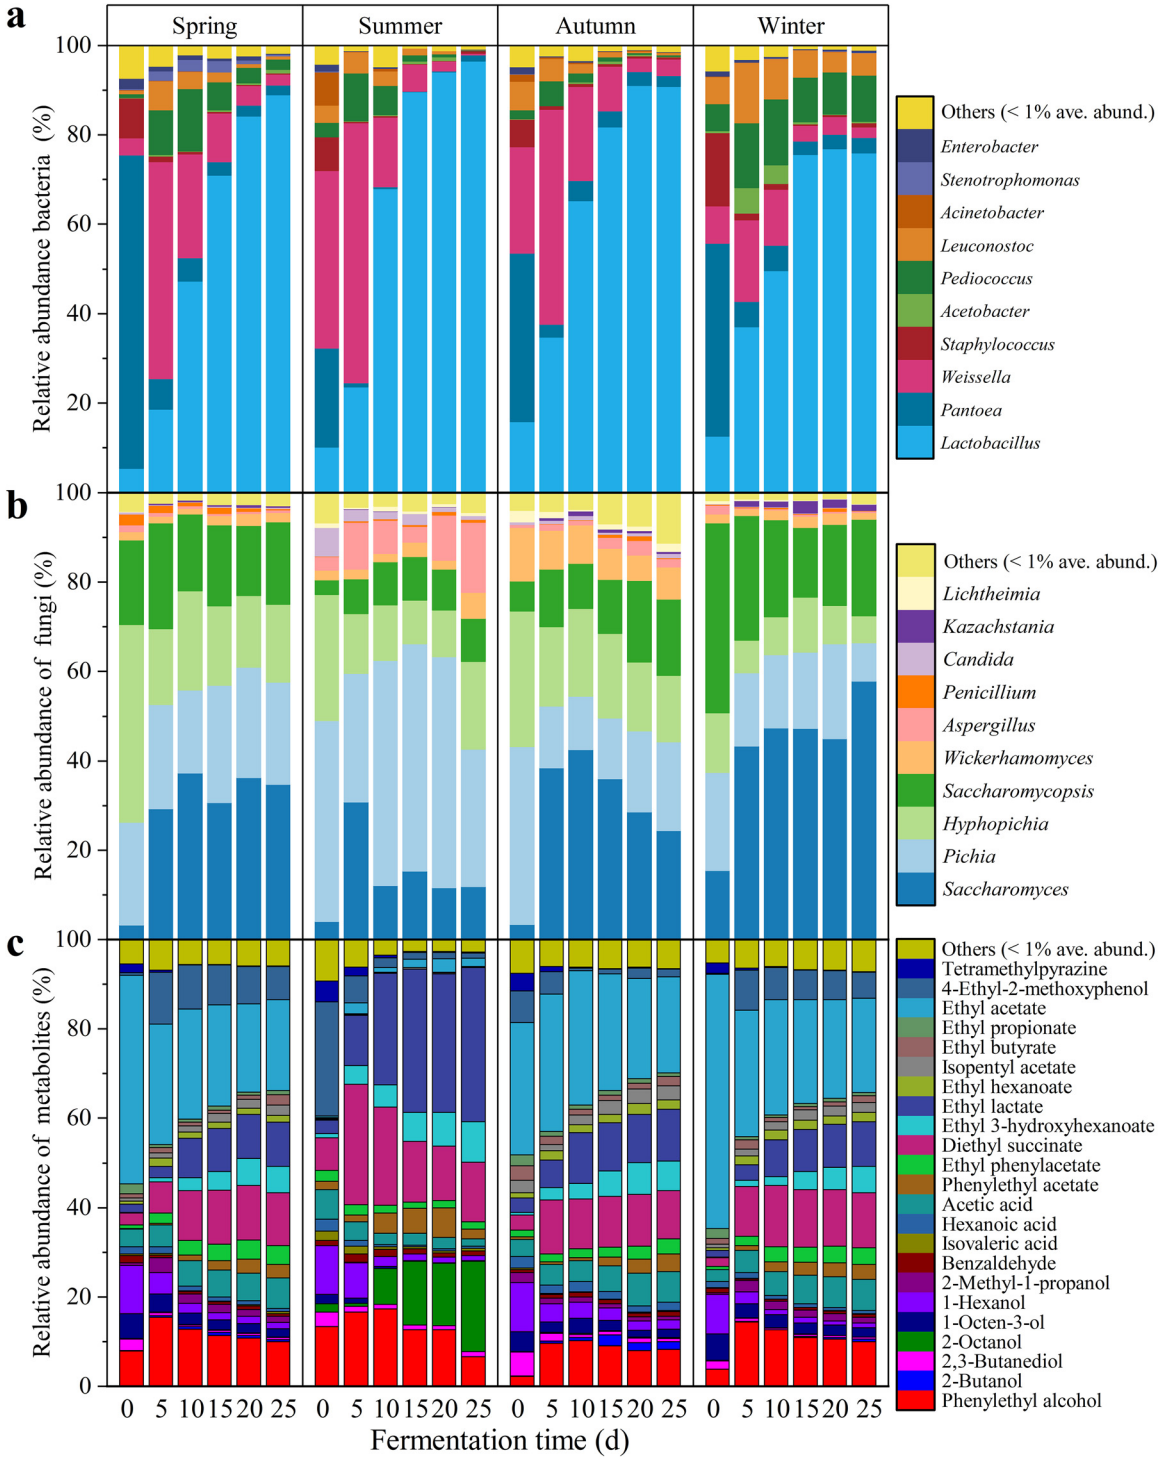 a
Spring Summer Autumn Winter
100
80
60
40
20
Relative abundance bacteria (%)
Others (< 1% ave. abund.)
Enterobacter
Stenotrophomonas
Acinetobacter
Leuconostoc
Pediococcus
Acetobacter
Staphylococcus
Weissella
Pantoea
Lactobacillus
b
100
80
60
40
20
Relative abundance of fungi (%)
Others (< 1% ave. abund.)
Lichtheimia
Kazachstania
Candida
Penicillium
Aspergillus
Wickerhamomyces
Saccharomycopsis
Hyphopichia
Pichia
Saccharomyces
c
100
80
60
40
20
0
Relative abundance of metabolites (%)
Others (< 1% ave. abund.)
Tetramethylpyrazine
4-Ethyl-2-methoxyphenol
Ethyl acetate
Ethyl propionate
Ethyl butyrate
Isopentyl acetate
Ethyl hexanoate
Ethyl lactate
Ethyl 3-hydroxyhexanoate
Diethyl succinate
Ethyl phenylacetate
Phenylethyl acetate
Acetic acid
Hexanoic acid
Isovaleric acid
Benzaldehyde
2-Methyl-1-propanol
1-Hexanol
1-Octen-3-ol
2-Octanol
2,3-Butanediol
2-Butanol
Phenylethyl alcohol
0 5 10 15 20 25 0 5 10 15 20 25 0 5 10 15 20 25 0 5 10 15 20 25
Fermentation time (d)